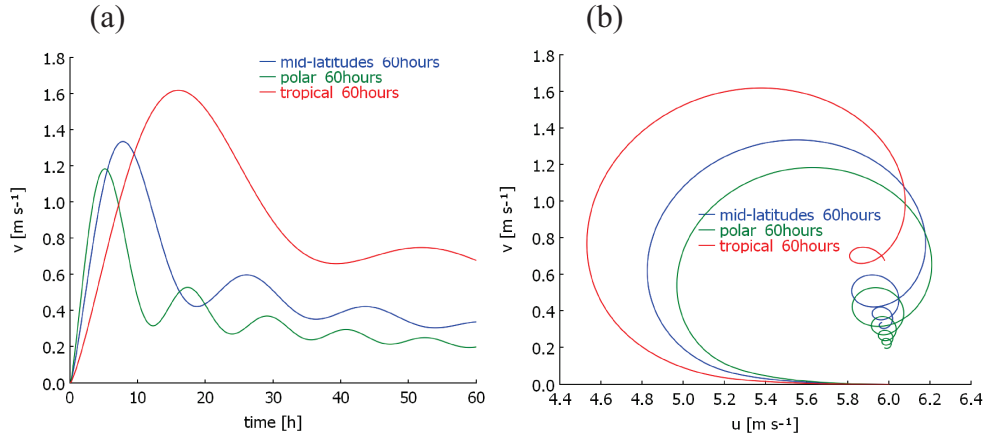 (a)
(b)
1.8
1.6
1.4
1.2
1.0
0.8
0.6
0.4
0.2
0.0
v [m s⁻¹]
mid-latitudes 60hours
polar 60hours
tropical 60hours
0 10 20 30 40 50 60
time [h]
1.8
1.6
1.4
1.2
1.0
0.8
0.6
0.4
0.2
0.0
v [m s⁻¹]
mid-latitudes 60hours
polar 60hours
tropical 60hours
4.4 4.6 4.8 5.0 5.2 5.4 5.6 5.8 6.0 6.2 6.4
u [m s⁻¹]